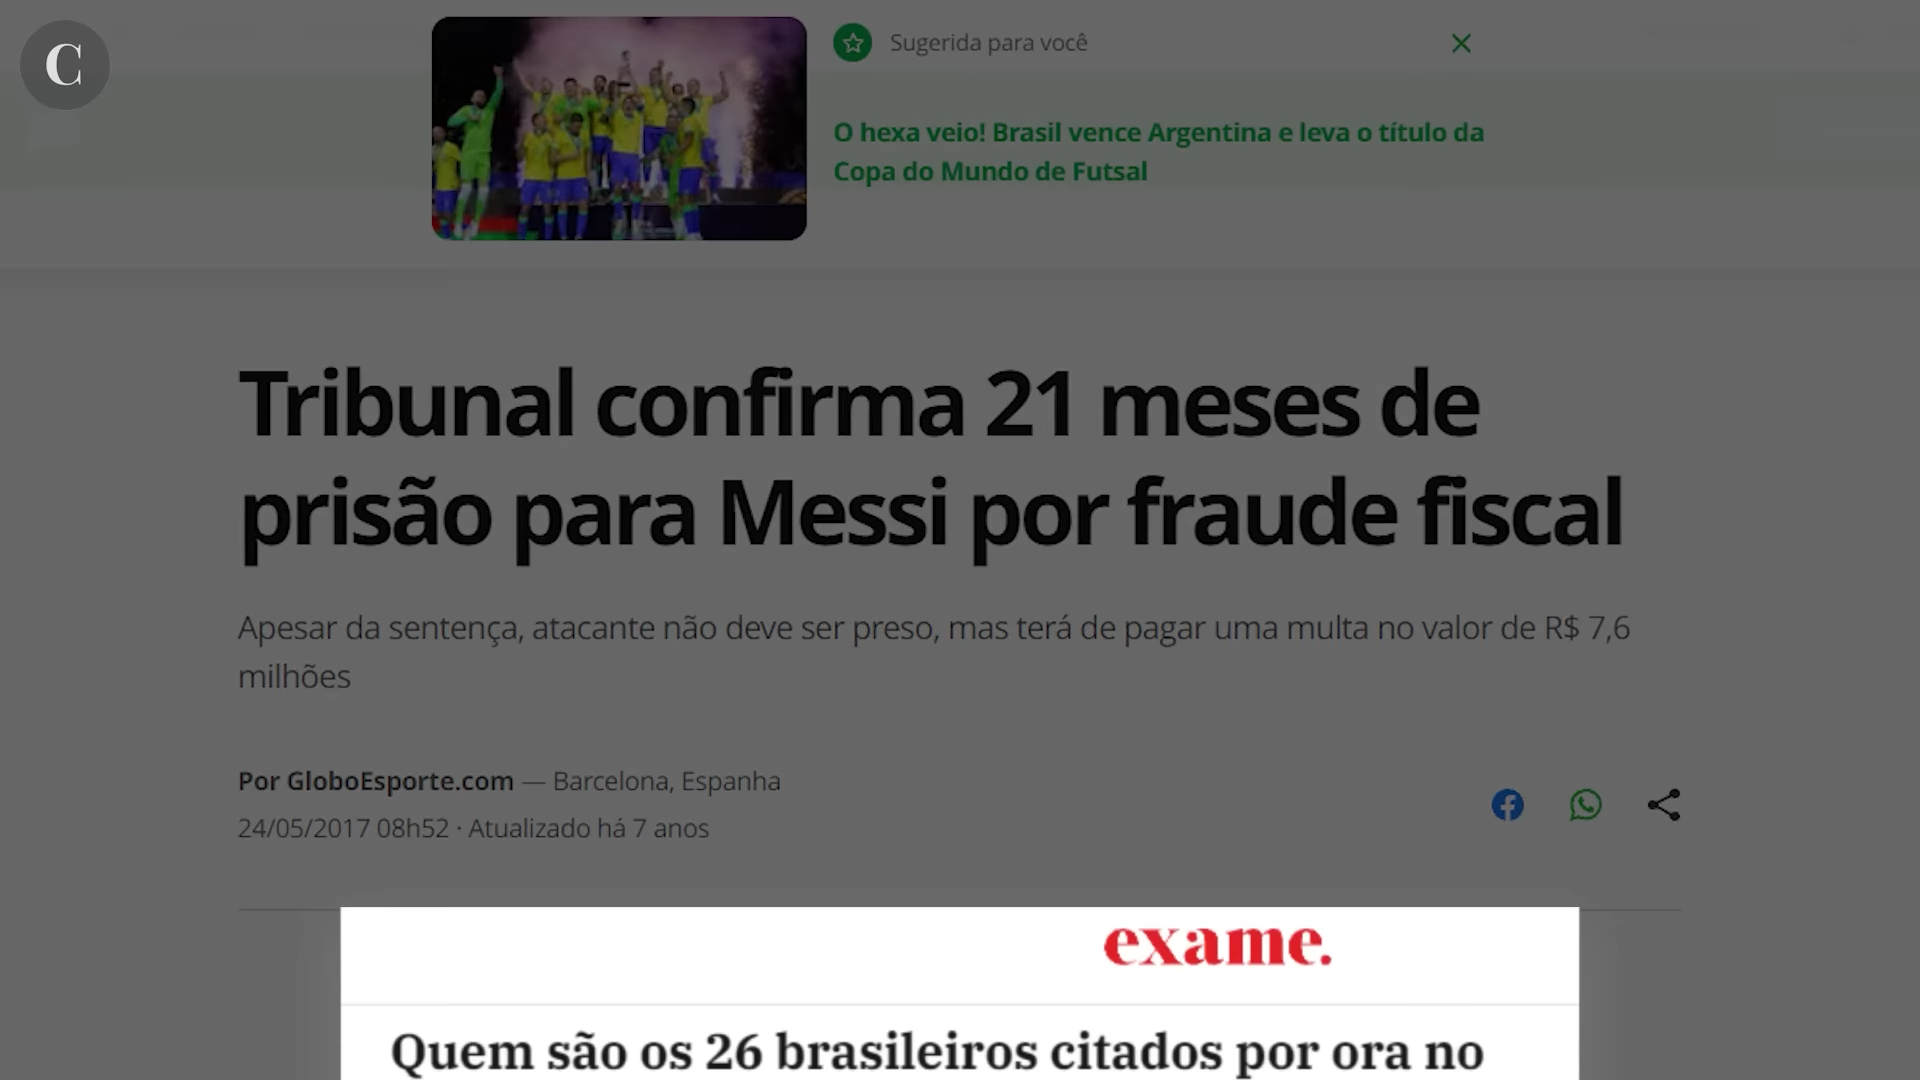 C
Sugerida para você
O hexa veio! Brasil vence Argentina e leva o título da
Copa do Mundo de Futsal
Tribunal confirma 21 meses de
prisão para Messi por fraude fiscal
Apesar da sentença, atacante não deve ser preso, mas terá de pagar uma multa no valor de R$ 7,6
milhões
Por GloboEsporte.com — Barcelona, Espanha
24/05/2017 08h52 · Atualizado há 7 anos
exame.
Quem são os 26 brasileiros citados por ora no